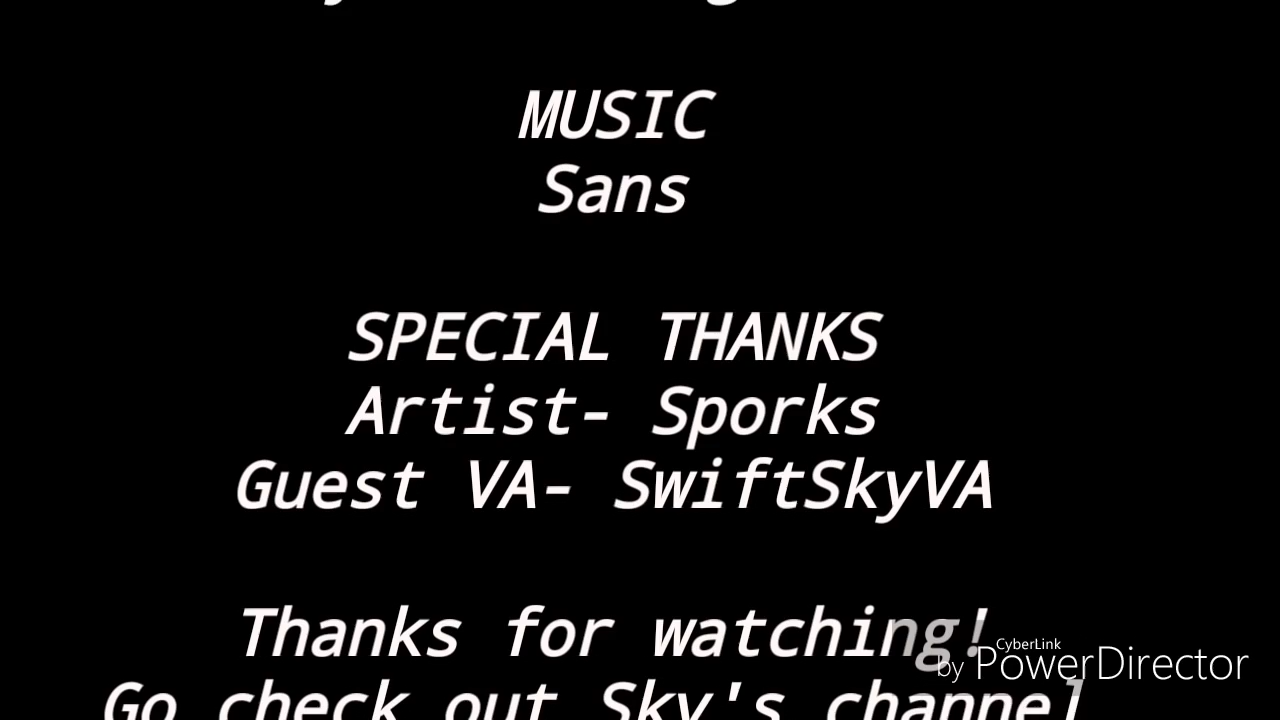 MUSIC
Sans
SPECIAL THANKS
Artist- Sporks
Guest VA- SwiftSkyVA
Thanks for watching!
CyberLink
by PowerDirector
Go check out Sky's channel